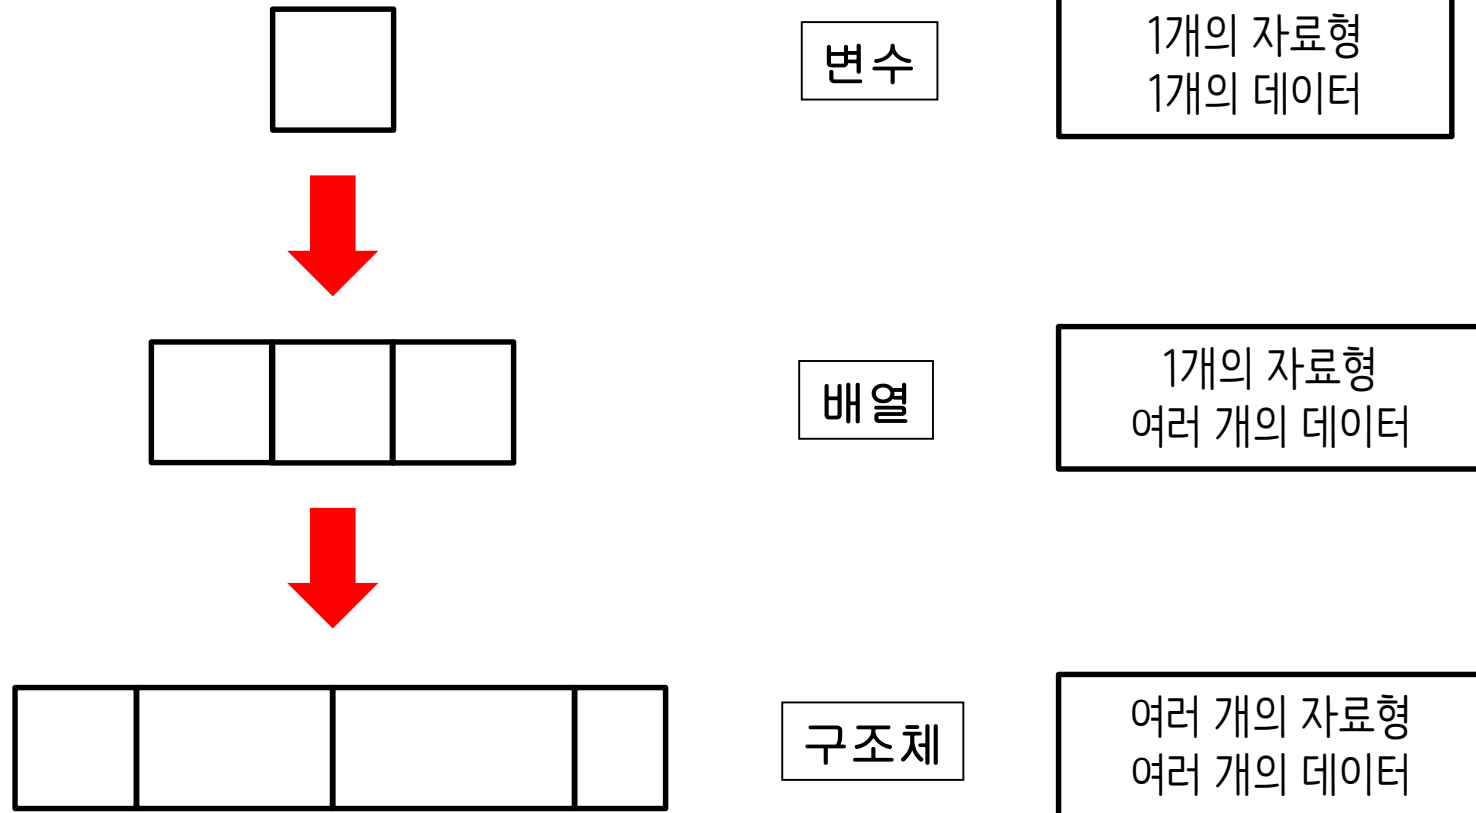 변수
1개의 자료형
1개의 데이터
배열
1개의 자료형
여러 개의 데이터
구조체
여러 개의 자료형
여러 개의 데이터